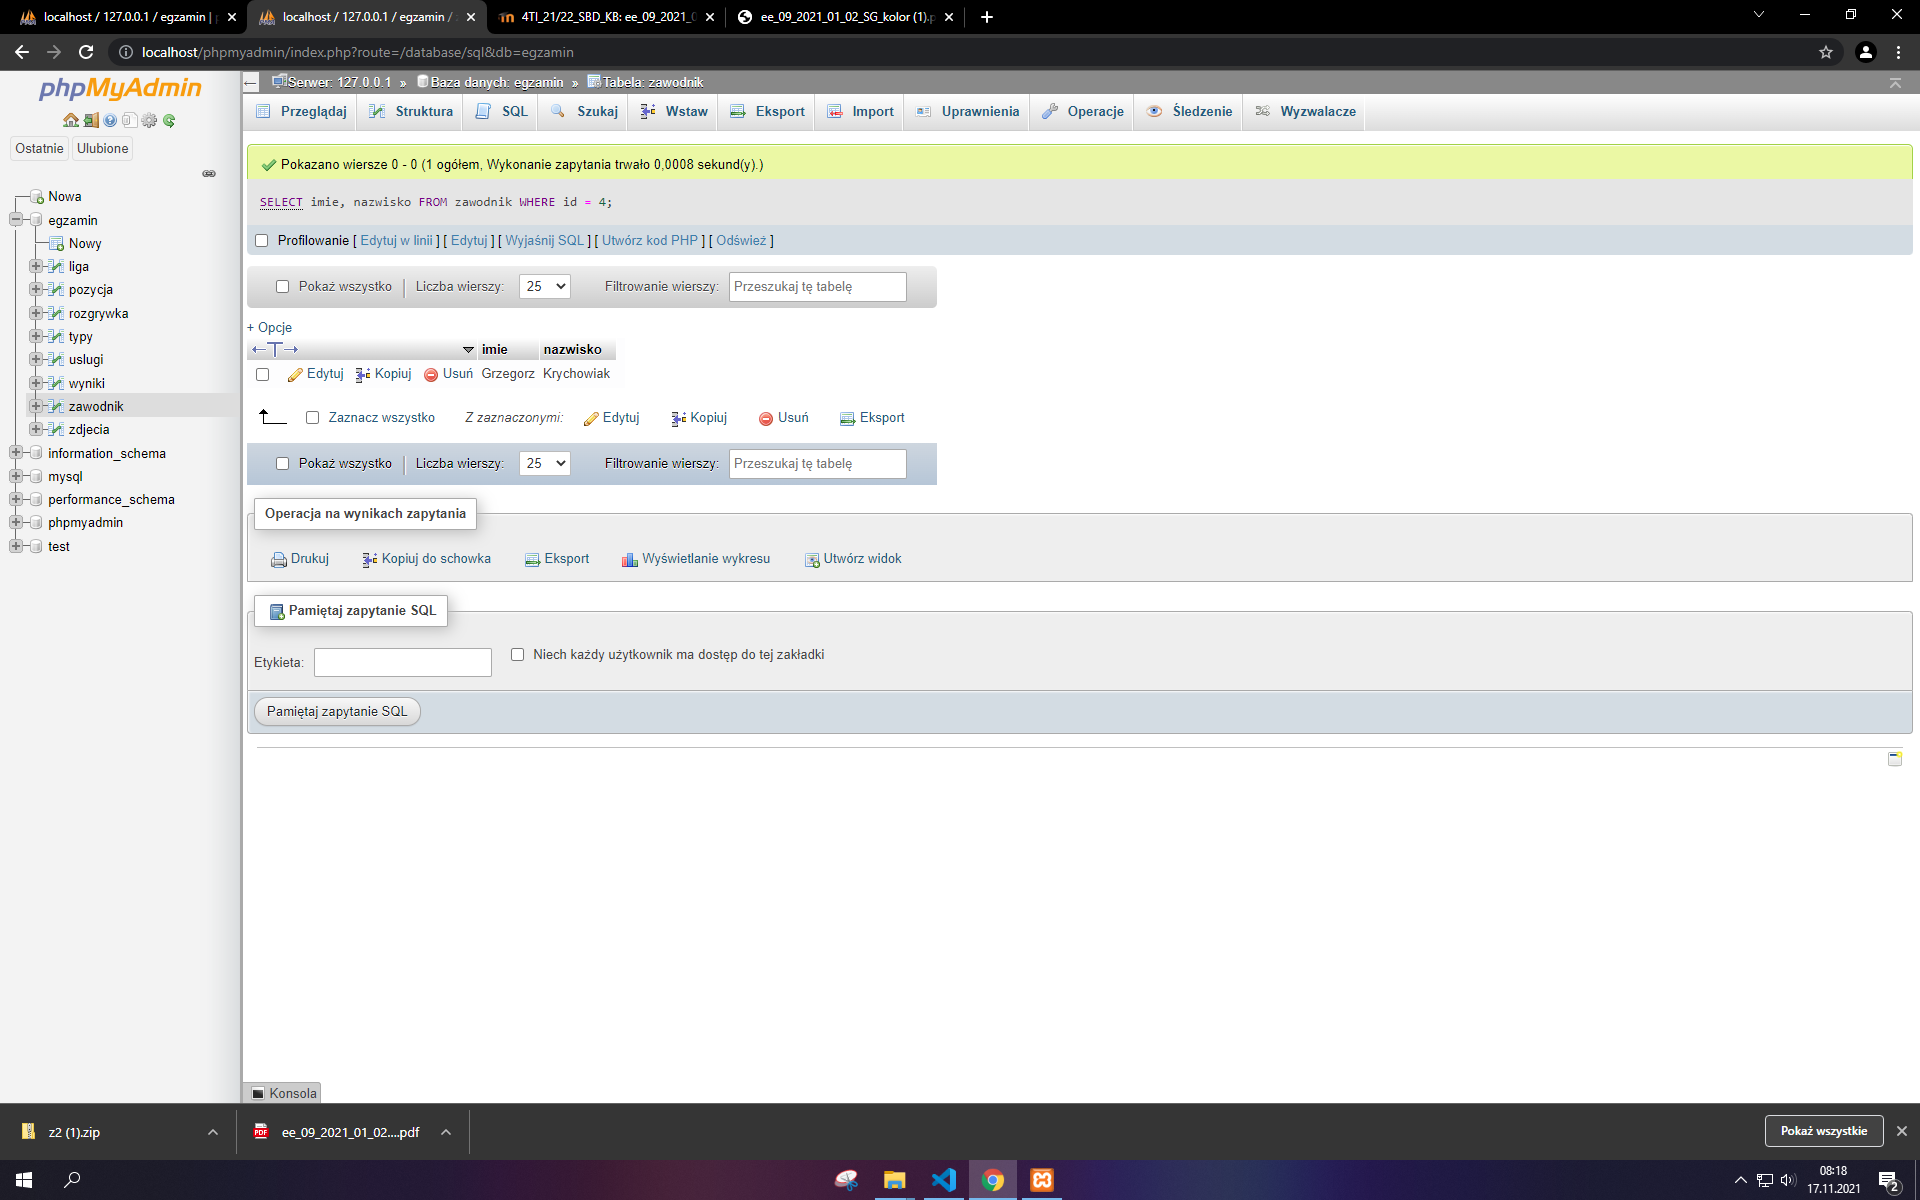 localhost / 127.0.0.1 / egzamin | p
localhost / 127.0.0.1 / egzamin / z
4TI_21/22_SBD_KB: ee_09_2021_0
ee_09_2021_01_02_SG_kolor (1).p
localhost/phpmyadmin/index.php?route=/database/sql&db=egzamin
phpMyAdmin
Ostatnie
Ulubione
Nowa
egzamin
Nowy
liga
pozycja
rozgrywka
typy
uslugi
wyniki
zawodnik
zdjecia
information_schema
mysql
performance_schema
phpmyadmin
test
Serwer: 127.0.0.1 » Baza danych: egzamin » Tabela: zawodnik
Przeglądaj
Struktura
SQL
Szukaj
Wstaw
Eksport
Import
Uprawnienia
Operacje
Śledzenie
Wyzwalacze
Pokazano wiersze 0 - 0 (1 ogółem, Wykonanie zapytania trwało 0,0008 sekund(y).)
SELECT imie, nazwisko FROM zawodnik WHERE id = 4;
Profilowanie [ Edytuj w linii ] [ Edytuj ] [ Wyjaśnij SQL ] [ Utwórz kod PHP ] [ Odśwież ]
Pokaż wszystko | Liczba wierszy: 25 Filtrowanie wierszy: Przeszukaj tę tabelę
+ Opcje
←T→ imie nazwisko
Edytuj Kopiuj Usuń Grzegorz Krychowiak
Zaznacz wszystko Z zaznaczonymi: Edytuj Kopiuj Usuń Eksport
Pokaż wszystko | Liczba wierszy: 25 Filtrowanie wierszy: Przeszukaj tę tabelę
Operacja na wynikach zapytania
Drukuj Kopiuj do schowka Eksport Wyświetlanie wykresu Utwórz widok
Pamiętaj zapytanie SQL
Etykieta: Niech każdy użytkownik ma dostęp do tej zakładki
Pamiętaj zapytanie SQL
Konsola
z2 (1).zip
PDF
ee_09_2021_01_02....pdf
Pokaż wszystkie
08:18
17.11.2021
2